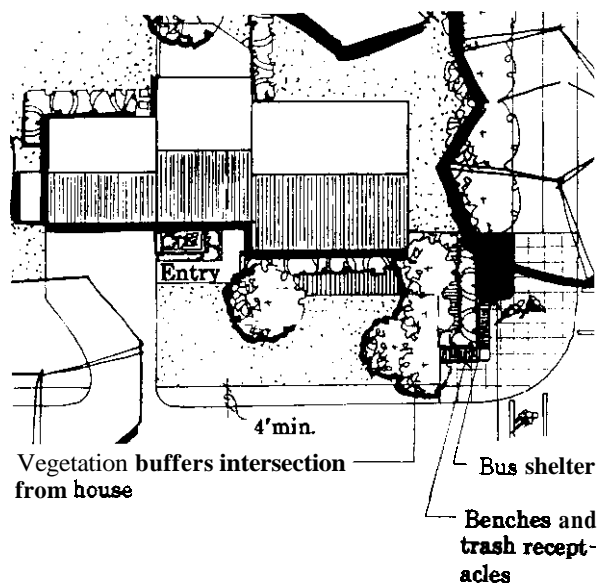 Entry
4'min.
Vegetation buffers intersection
from house
Bus shelter
Benches and
trash recept-
acles